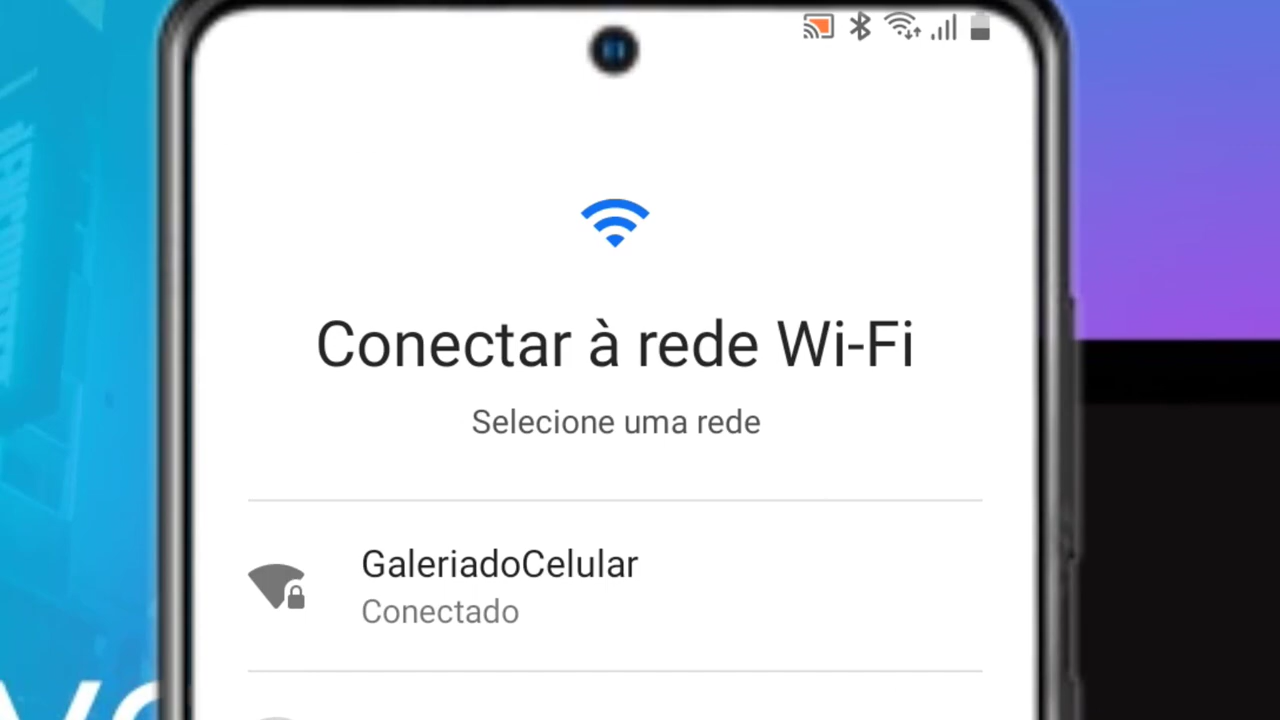 Conectar à rede Wi-Fi
Selecione uma rede
GaleriadoCelular
Conectado